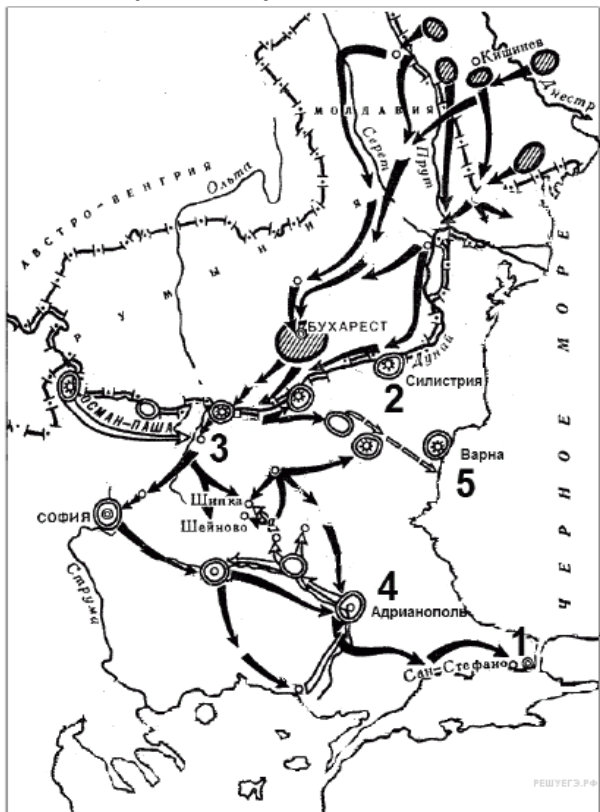 Кишинев
Днестр
МОЛДАВИЯ
Серет
Прут
АВСТРО-ВЕНГРИЯ
Ольта
РУМЫНИЯ
БУХАРЕСТ
Дунай
2
Силистрия
ОСМАН-ПАША
3
Варна
5
ЧЕРНОЕ МОРЕ
Шипка
Шейново
СОФИЯ
Струма
4
Адрианополь
1
Сан-Стефано
РЕШУЕГЭ.РФ